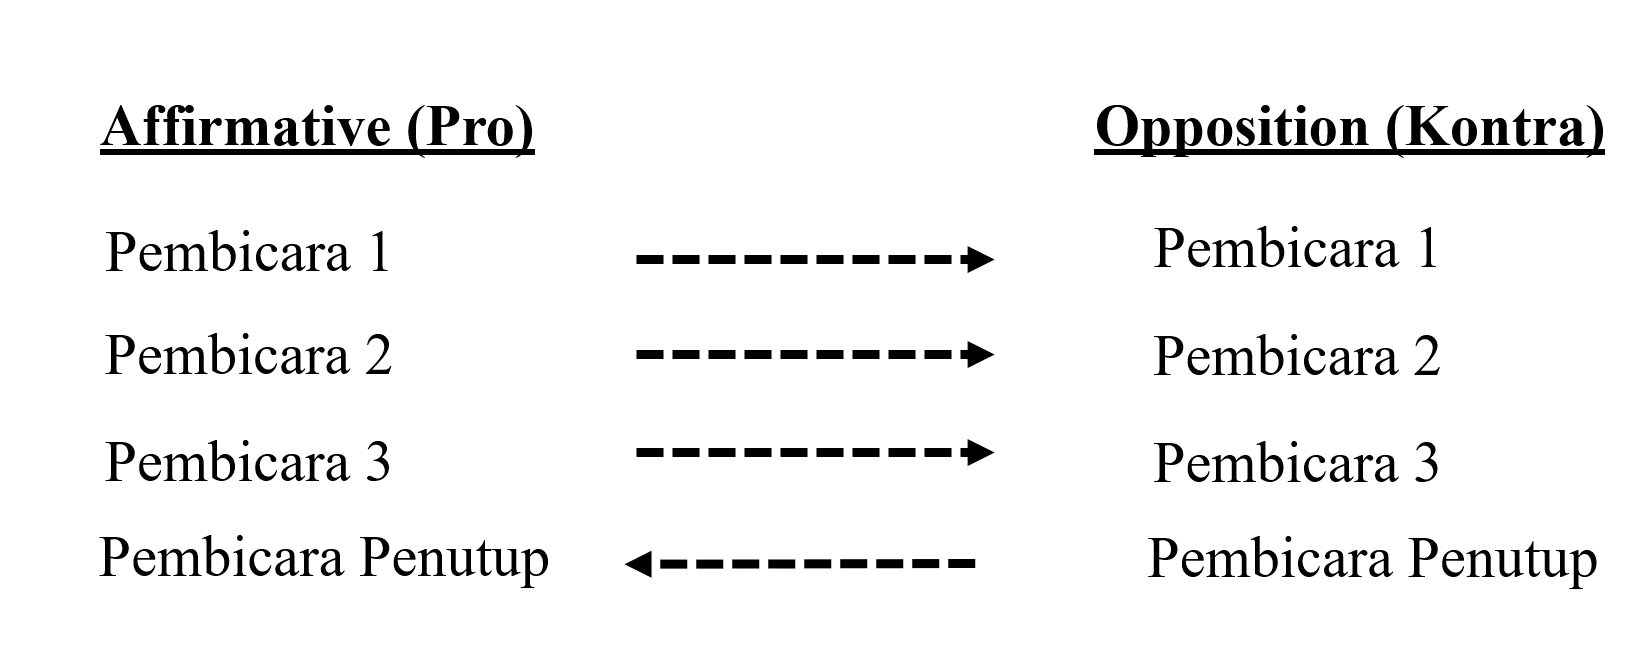 Affirmative (Pro)
Opposition (Kontra)
Pembicara 1
Pembicara 1
Pembicara 2
Pembicara 2
Pembicara 3
Pembicara 3
Pembicara Penutup
Pembicara Penutup